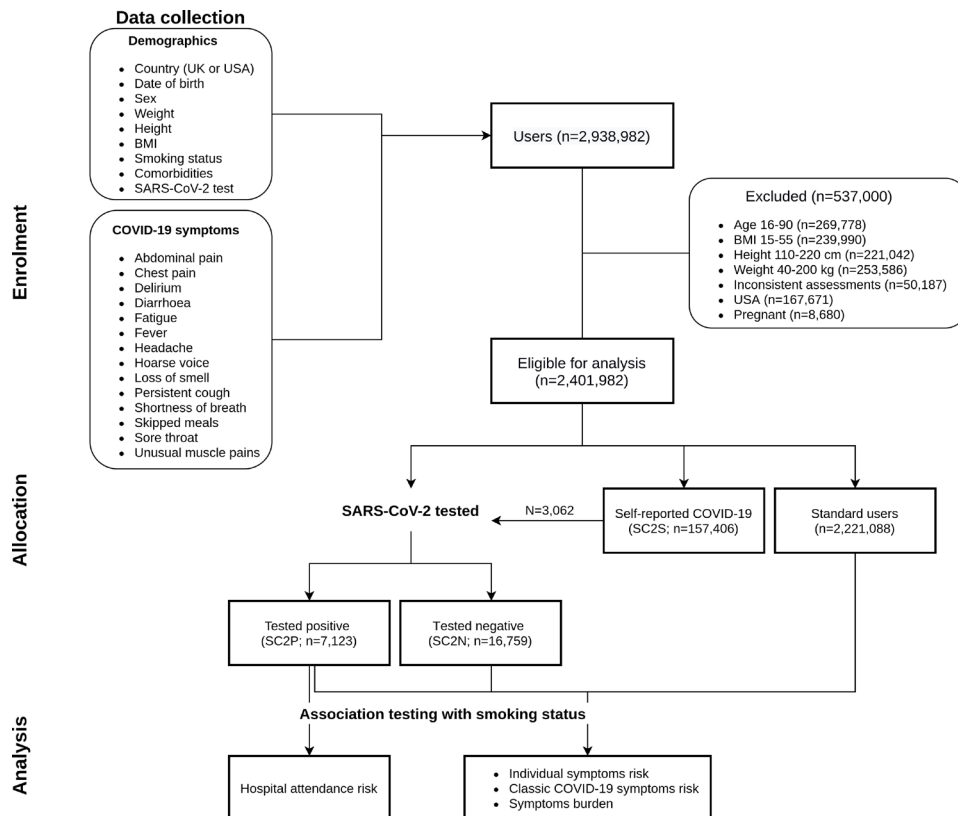 Data collection
Demographics
• Country (UK or USA)
• Date of birth
• Sex
• Weight
• Height
• BMI
• Smoking status
• Comorbidities
• SARS-CoV-2 test
COVID-19 symptoms
• Abdominal pain
• Chest pain
• Delirium
• Diarrhoea
• Fatigue
• Fever
• Headache
• Hoarse voice
• Loss of smell
• Persistent cough
• Shortness of breath
• Skipped meals
• Sore throat
• Unusual muscle pains
Enrolment
Users (n=2,938,982)
Excluded (n=537,000)
• Age 16-90 (n=269,778)
• BMI 15-55 (n=239,990)
• Height 110-220 cm (n=221,042)
• Weight 40-200 kg (n=253,586)
• Inconsistent assessments (n=50,187)
• USA (n=167,671)
• Pregnant (n=8,680)
Eligible for analysis
(n=2,401,982)
Allocation
SARS-CoV-2 tested
N=3,062
Self-reported COVID-19
(SC2S; n=157,406)
Standard users
(n=2,221,088)
Tested positive
(SC2P; n=7,123)
Tested negative
(SC2N; n=16,759)
Analysis
Association testing with smoking status
Hospital attendance risk
• Individual symptoms risk
• Classic COVID-19 symptoms risk
• Symptoms burden